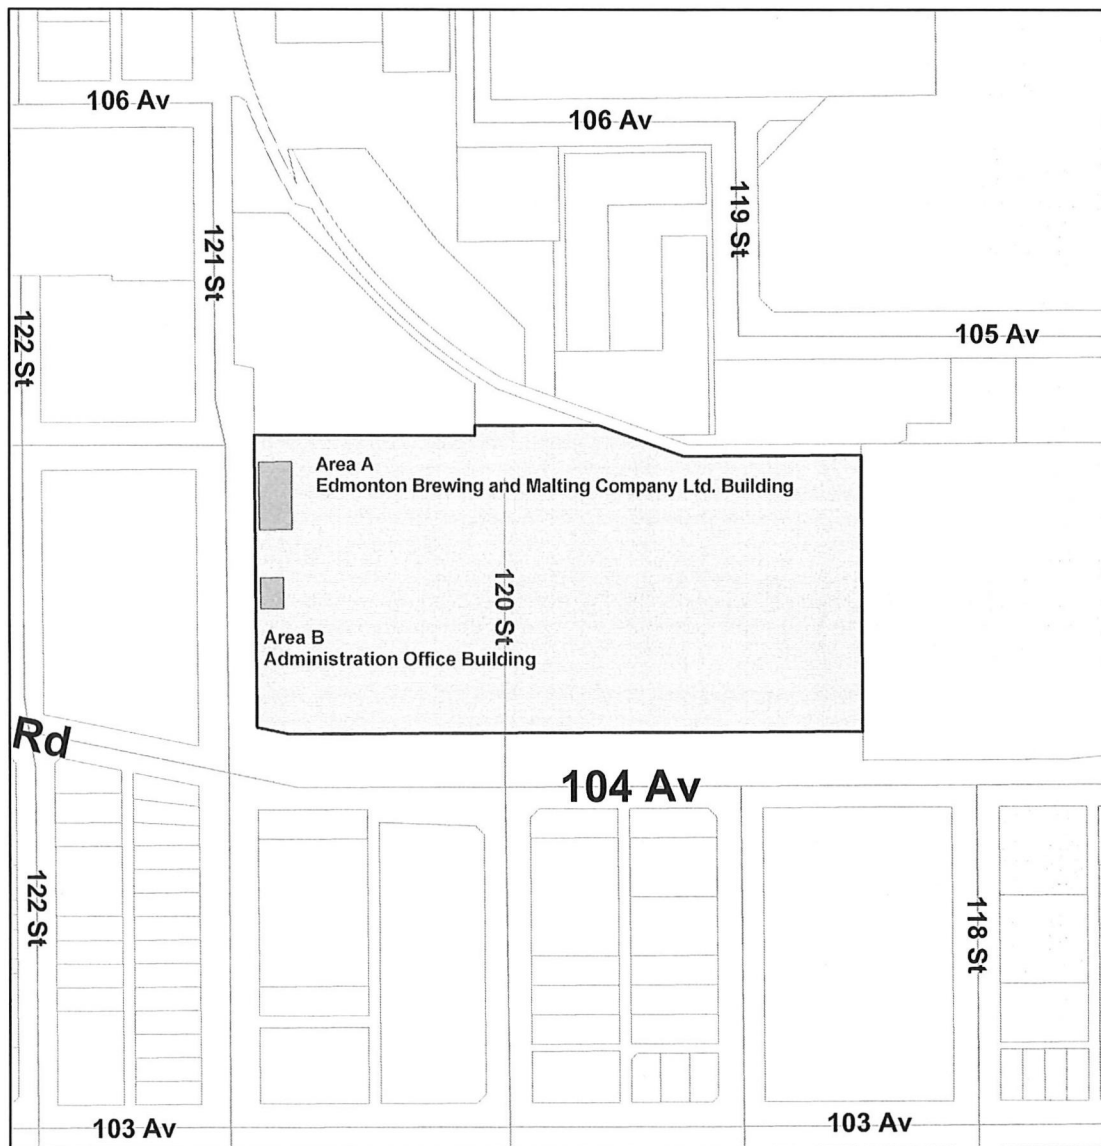 106 Av
106 Av
119 St
121 St
122 St
105 Av
Area A
Edmonton Brewing and Malting Company Ltd. Building
120 St
Area B
Administration Office Building
Rd
104 Av
122 St
118 St
103 Av
103 Av